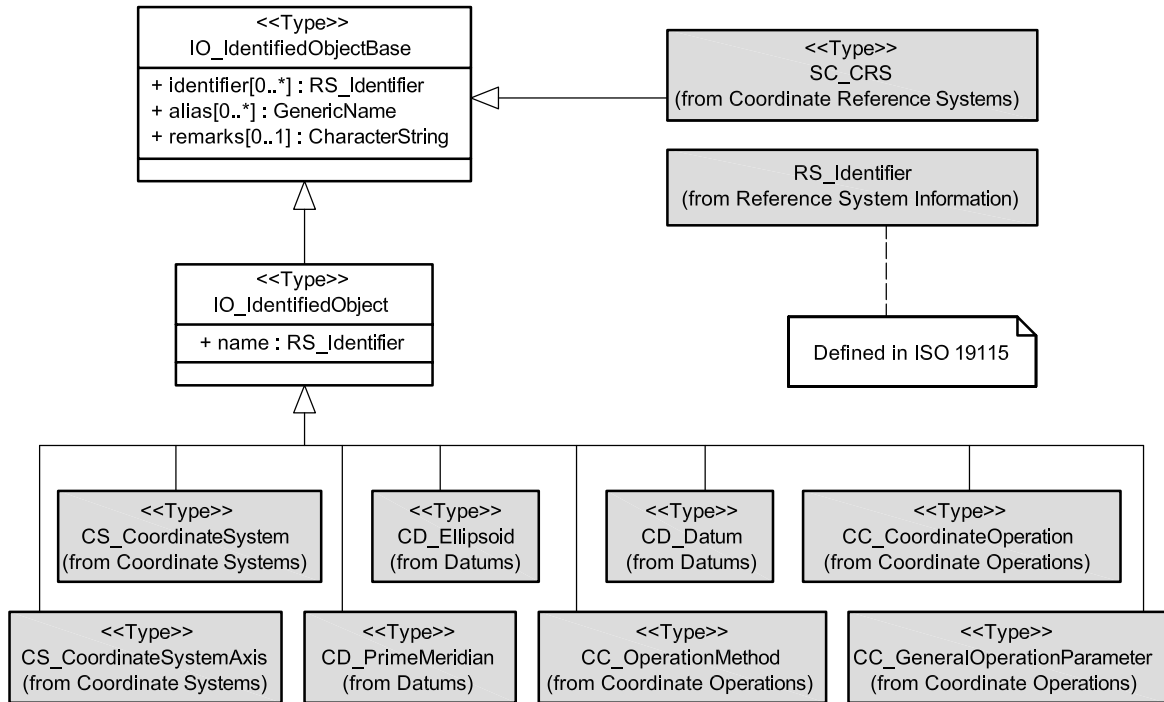 <<Type>>
IO_IdentifiedObjectBase
+ identifier[0..*] : RS_Identifier
+ alias[0..*] : GenericName
+ remarks[0..1] : CharacterString
<<Type>>
SC_CRS
(from Coordinate Reference Systems)
RS_Identifier
(from Reference System Information)
<<Type>>
IO_IdentifiedObject
+ name : RS_Identifier
Defined in ISO 19115
<<Type>>
CS_CoordinateSystem
(from Coordinate Systems)
<<Type>>
CD_Ellipsoid
(from Datums)
<<Type>>
CD_Datum
(from Datums)
<<Type>>
CC_CoordinateOperation
(from Coordinate Operations)
<<Type>>
CS_CoordinateSystemAxis
(from Coordinate Systems)
<<Type>>
CD_PrimeMeridian
(from Datums)
<<Type>>
CC_OperationMethod
(from Coordinate Operations)
<<Type>>
CC_GeneralOperationParameter
(from Coordinate Operations)